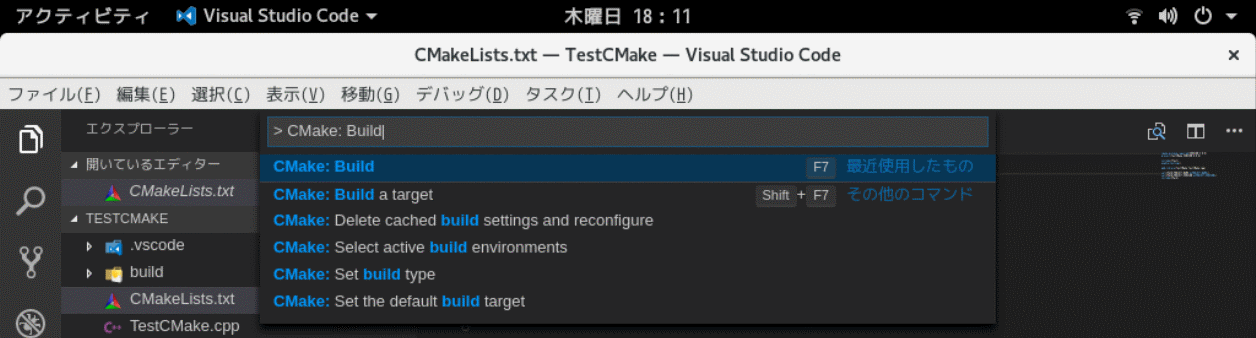 アクティビティ Visual Studio Code 木曜日 18:11
CMakeLists.txt — TestCMake — Visual Studio Code ×
ファイル(F) 編集(E) 選択(C) 表示(V) 移動(G) デバッグ(D) タスク(T) ヘルプ(H)
エクスプローラー
> CMake: Build
開いているエディター
CMake: Build F7 最近使用したもの
CMakeLists.txt
CMake: Build a target Shift+F7 その他のコマンド
TESTCMAKE
CMake: Delete cached build settings and reconfigure
.vscode
CMake: Select active build environments
build
CMake: Set build type
CMakeLists.txt
CMake: Set the default build target
TestCMake.cpp